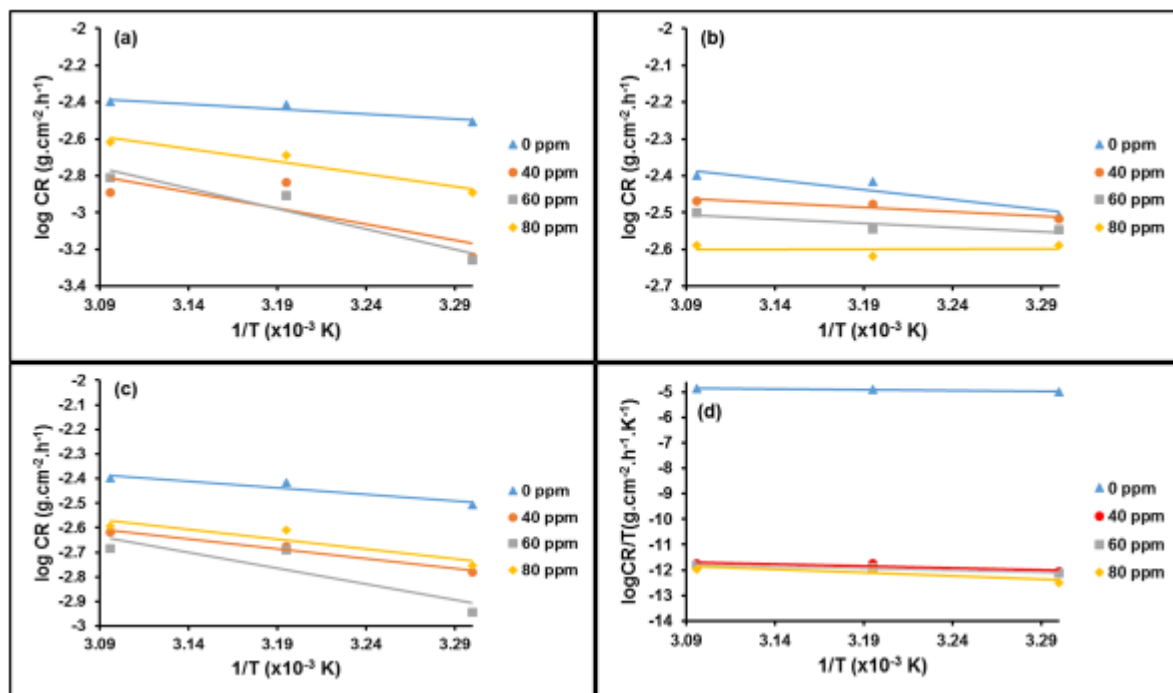 (a)
-2
-2.2
-2.4
-2.6
-2.8
-3
-3.2
-3.4
log CR (g.cm-2.h-1)
3.09 3.14 3.19 3.24 3.29
1/T (x10-3 K)
0 ppm
40 ppm
60 ppm
80 ppm
(b)
-2
-2.1
-2.2
-2.3
-2.4
-2.5
-2.6
-2.7
log CR (g.cm-2.h-1)
3.09 3.14 3.19 3.24 3.29
1/T (x10-3 K)
0 ppm
40 ppm
60 ppm
80 ppm
(c)
-2
-2.1
-2.2
-2.3
-2.4
-2.5
-2.6
-2.7
-2.8
-2.9
-3
log CR (g.cm-2.h-1)
3.09 3.14 3.19 3.24 3.29
1/T (x10-3 K)
0 ppm
40 ppm
60 ppm
80 ppm
(d)
-5
-6
-7
-8
-9
-10
-11
-12
-13
-14
logCR/T(g.cm-2.h-1.K-1)
3.09 3.14 3.19 3.24 3.29
1/T (x10-3 K)
0 ppm
40 ppm
60 ppm
80 ppm